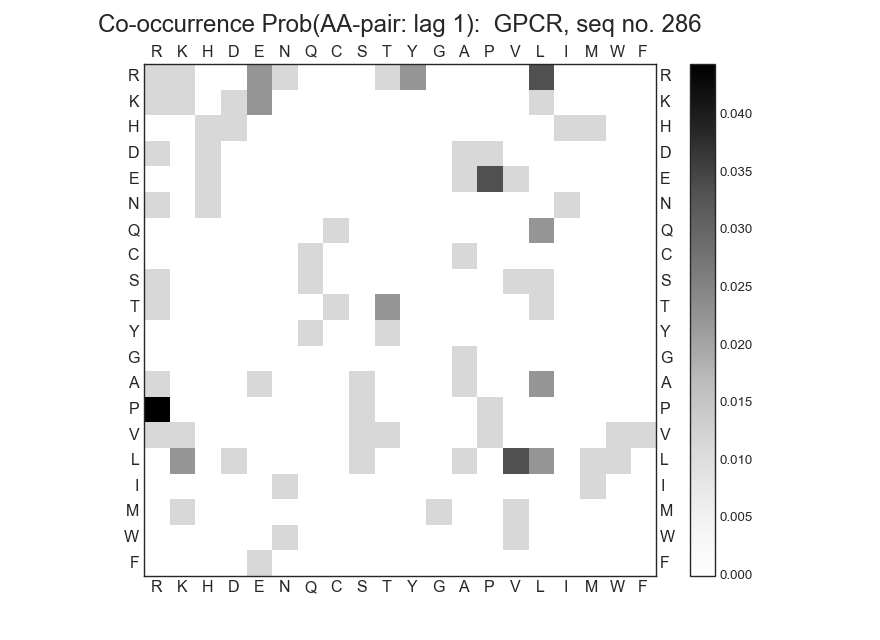 Co-occurrence Prob(AA-pair: lag 1):  GPCR, seq no. 286
R K H D E N Q C S T Y G A P V L I M W F
R R
K K
H H
D D
E E
N N
Q Q
C C
S S
T T
Y Y
G G
A A
P P
V V
L L
I I
M M
W W
F F
R K H D E N Q C S T Y G A P V L I M W F
0.040
0.035
0.030
0.025
0.020
0.015
0.010
0.005
0.000